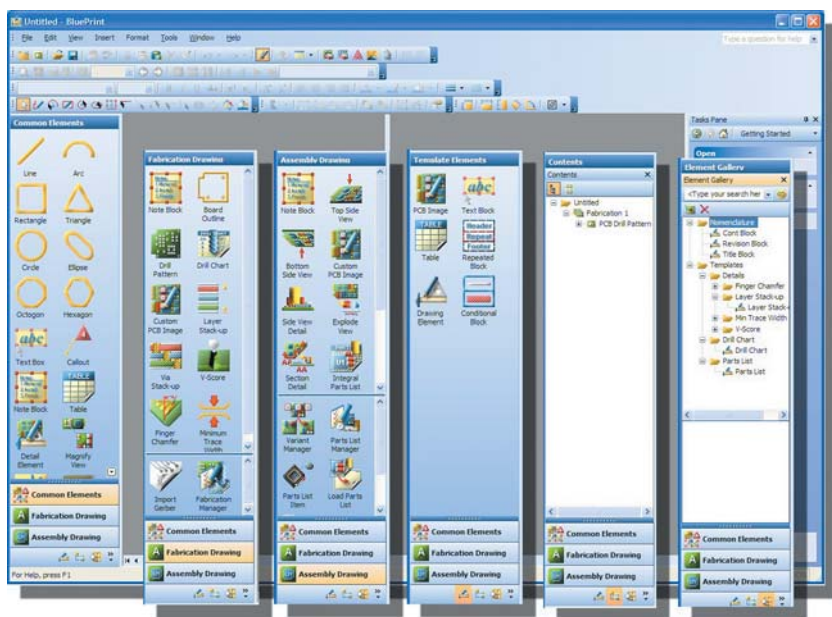 Untitled - BluePrint
File Edit View Insert Format Tools Window Help
Type a question for help
Common Elements
Line
Arc
Rectangle
Triangle
Circle
Ellipse
Octogon
Hexagon
abc
Text Box
Callout
TABLE
Note Block
Table
Detail Element
Magnify View
Common Elements
Fabrication Drawing
Assembly Drawing
For Help, press F1
Fabrication Drawing
Note Block
Board Outline
Drill Pattern
Drill Chart
Custom PCB Image
Layer Stack-up
Via Stack-up
V-Score
Finger Chamfer
Minimum Trace Width
Import Gerber
Fabrication Manager
Common Elements
Fabrication Drawing
Assembly Drawing
Assembly Drawing
Note Block
Top Side View
Bottom Side View
Custom PCB Image
Side View Detail
Explode View
AA
Section Detail
Integral Parts List
Variant Manager
Parts List Manager
Parts List Item
Load Parts List
Common Elements
Fabrication Drawing
Assembly Drawing
Template Elements
abc
PCB Image
Text Block
TABLE
Header
Repeat
Footer
Table
Repeated Block
Drawing Element
Conditional Block
Common Elements
Fabrication Drawing
Assembly Drawing
Contents
Contents
Untitled
Fabrication 1
PCB Drill Pattern
Common Elements
Fabrication Drawing
Assembly Drawing
Tasks Pane
Getting Started
Open
Element Gallery
Element Gallery
<Type your search her
Nomenclature
Cont Block
Revision Block
Title Block
Templates
Details
Finger Chamfer
Layer Stack-up
Layer Stack-
Min Trace Width
V-Score
Drill Chart
Drill Chart
Parts List
Parts List
Common Elements
Fabrication Drawing
Assembly Drawing